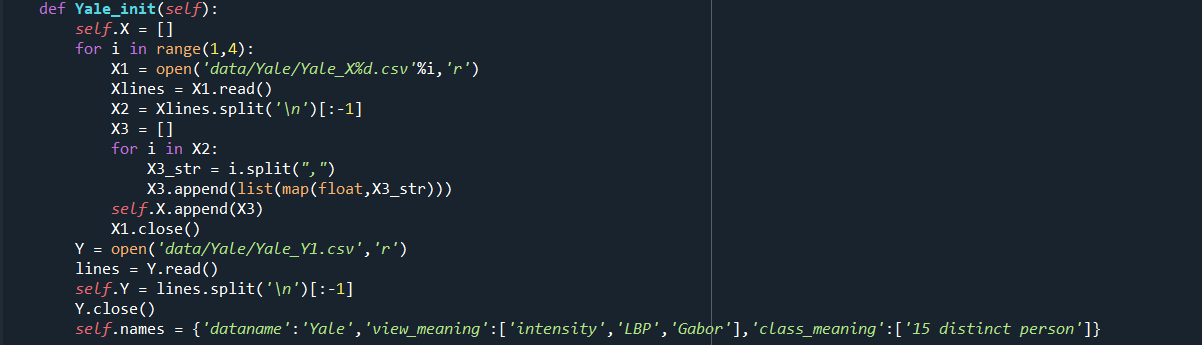 def Yale_init(self):
self.X = []
for i in range(1,4):
X1 = open('data/Yale/Yale_X%d.csv'%i,'r')
Xlines = X1.read()
X2 = Xlines.split('\n')[:-1]
X3 = []
for i in X2:
X3_str = i.split(",")
X3.append(list(map(float,X3_str)))
self.X.append(X3)
X1.close()
Y = open('data/Yale/Yale_Y1.csv','r')
lines = Y.read()
self.Y = lines.split('\n')[:-1]
Y.close()
self.names = {'dataname':'Yale','view_meaning':['intensity','LBP','Gabor'],'class_meaning':['15 distinct person']}